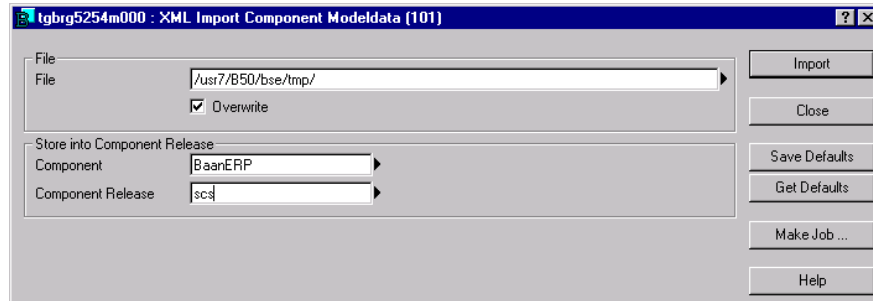 tgbrg5254m000 : XML Import Component Modeldata (101)
File
File /usr7/B50/bse/tmp/
Overwrite
Store into Component Release
Component BaanERP
Component Release scs
Import
Close
Save Defaults
Get Defaults
Make Job ...
Help